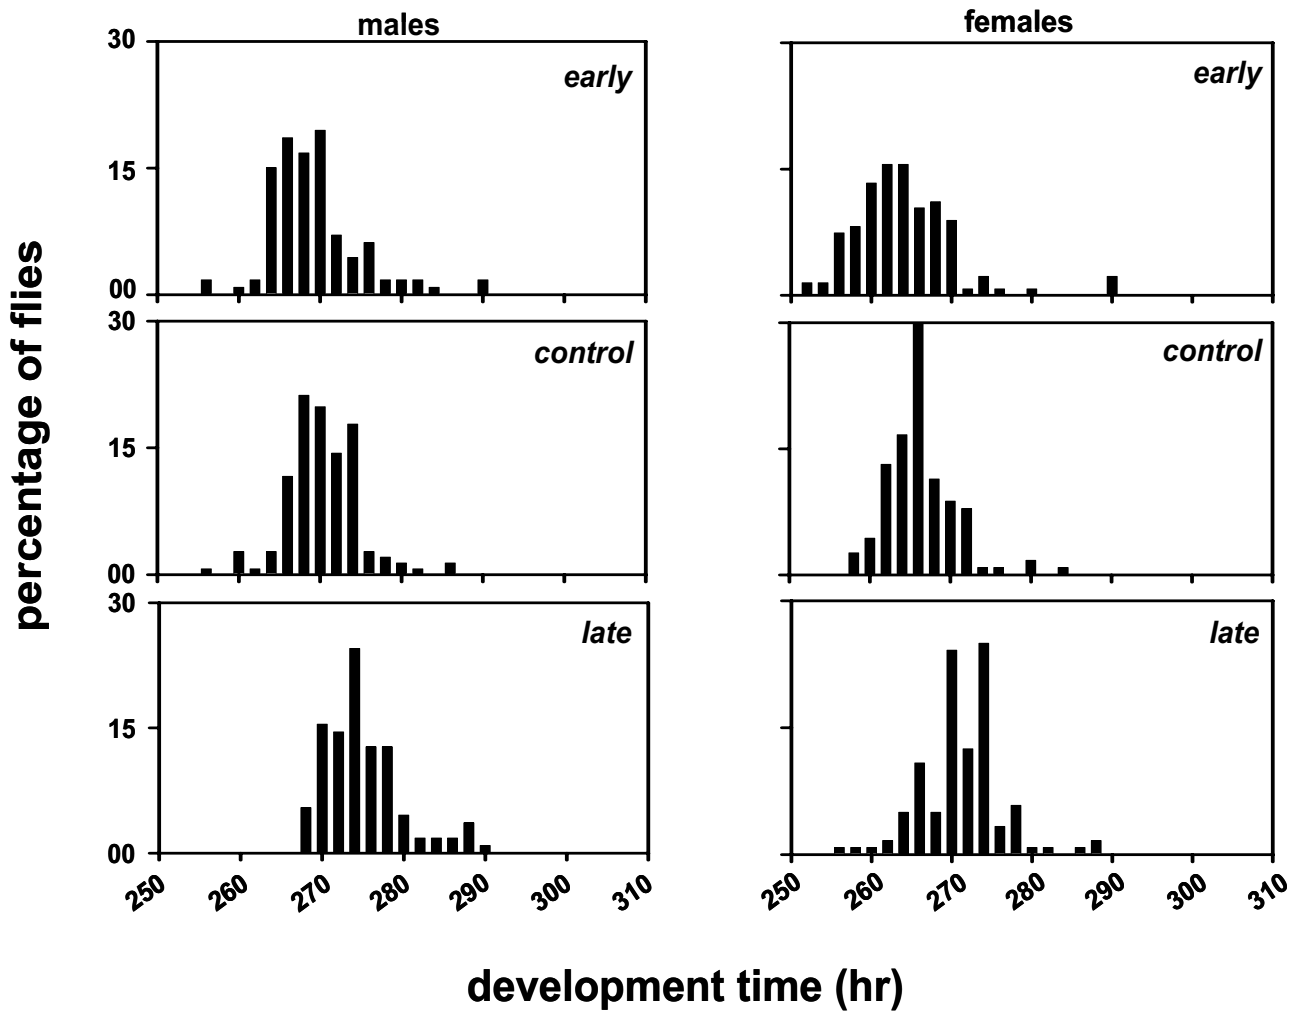 males
females
30
early
early
15
00
30
control
control
15
00
30
late
late
15
00
250 260 270 280 290 300 310
250 260 270 280 290 300 310
percentage of flies
development time (hr)